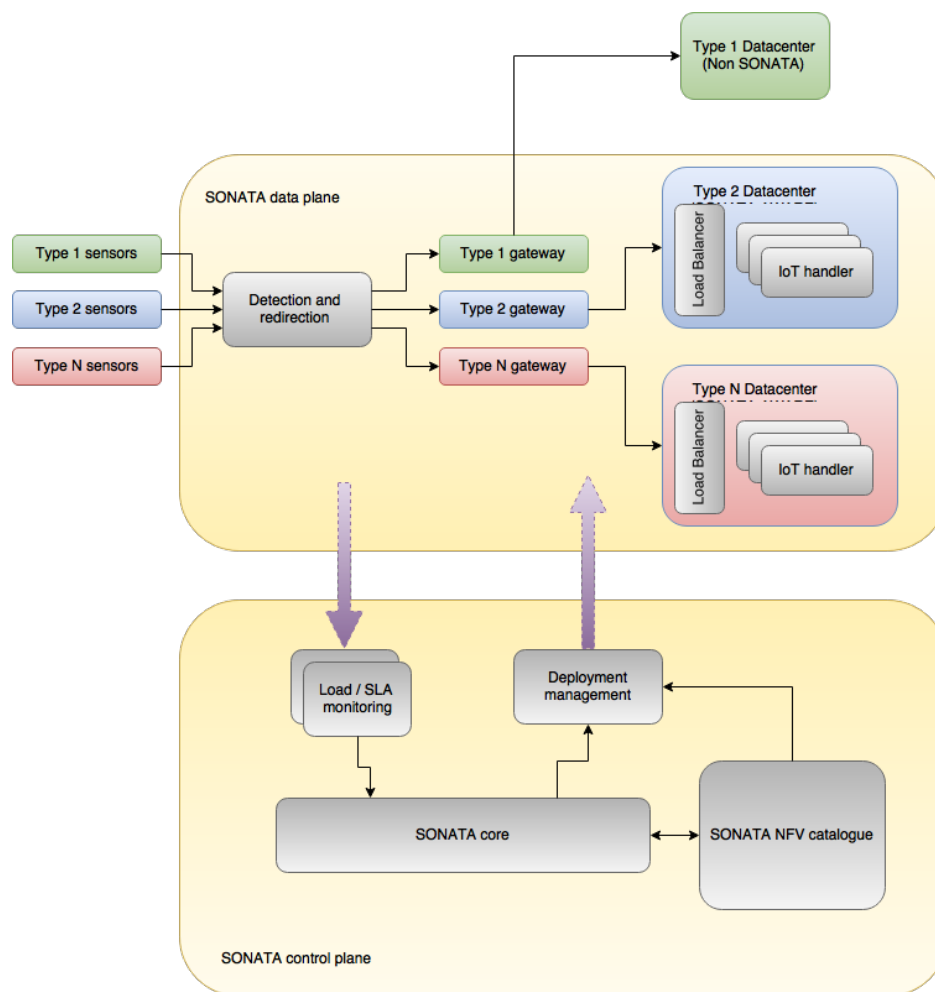 Type 1 Datacenter
(Non SONATA)
SONATA data plane
Type 2 Datacenter
Load Balancer
IoT handler
Type 1 sensors
Type 2 sensors
Type N sensors
Detection and
redirection
Type 1 gateway
Type 2 gateway
Type N gateway
Type N Datacenter
Load Balancer
IoT handler
Load / SLA
monitoring
Deployment
management
SONATA core
SONATA NFV catalogue
SONATA control plane